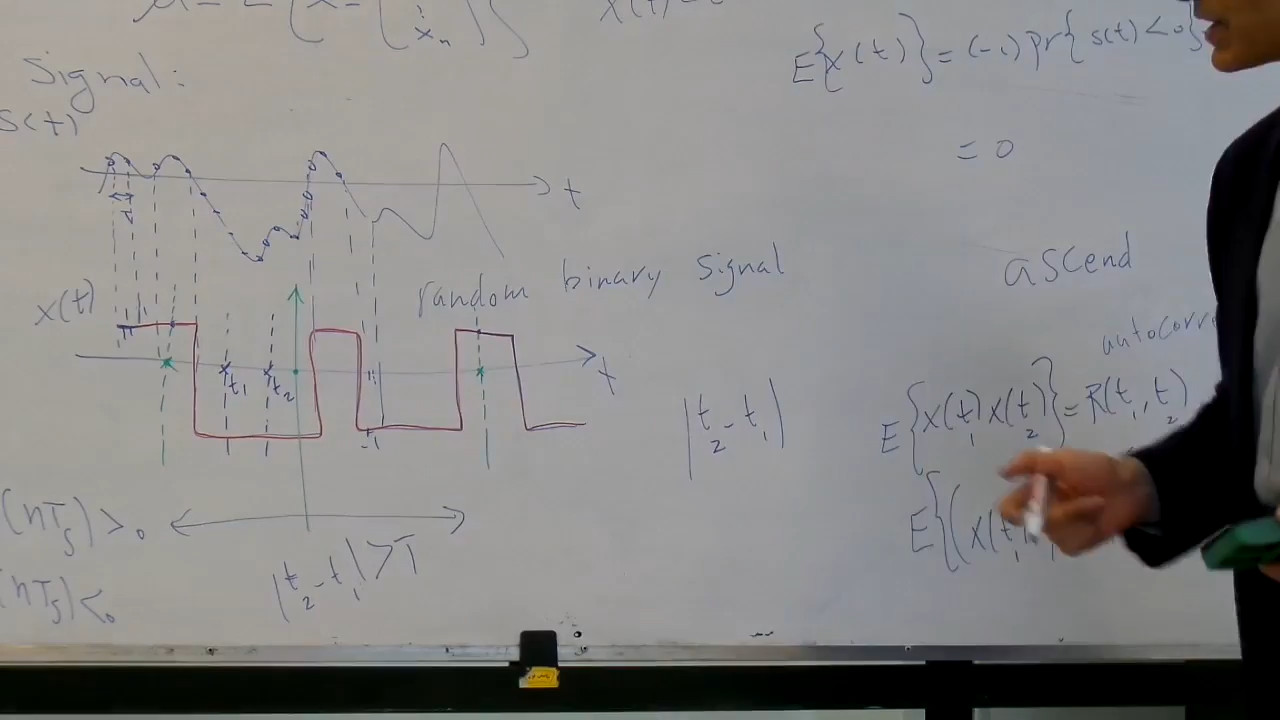 Signal:
s(t)
t
x(t)
random binary signal
t₁ t₂
t
-1
(nTₛ)>0
(nTₛ)<0
|t₂-t₁|>T
|t₂-t₁|
E{x(t)}=(-1)Pr{s(t)<0}
=0
ascend
autocorr
E{x(t₁)x(t₂)}=R(t₁,t₂)
E{(x(t₁